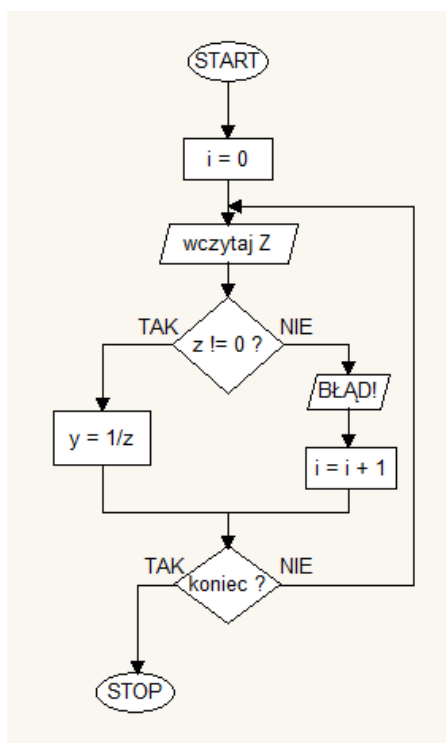 START
i = 0
wczytaj Z
TAK
z != 0 ?
NIE
BŁĄD!
y = 1/z
i = i + 1
TAK
koniec ?
NIE
STOP